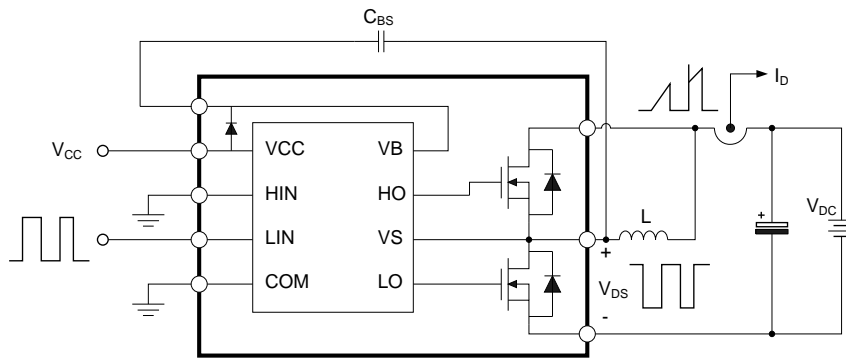 C_BS
I_D
V_CC
VCC VB
HIN HO
LIN VS
COM LO
L
V_DC
+
+
V_DS
-